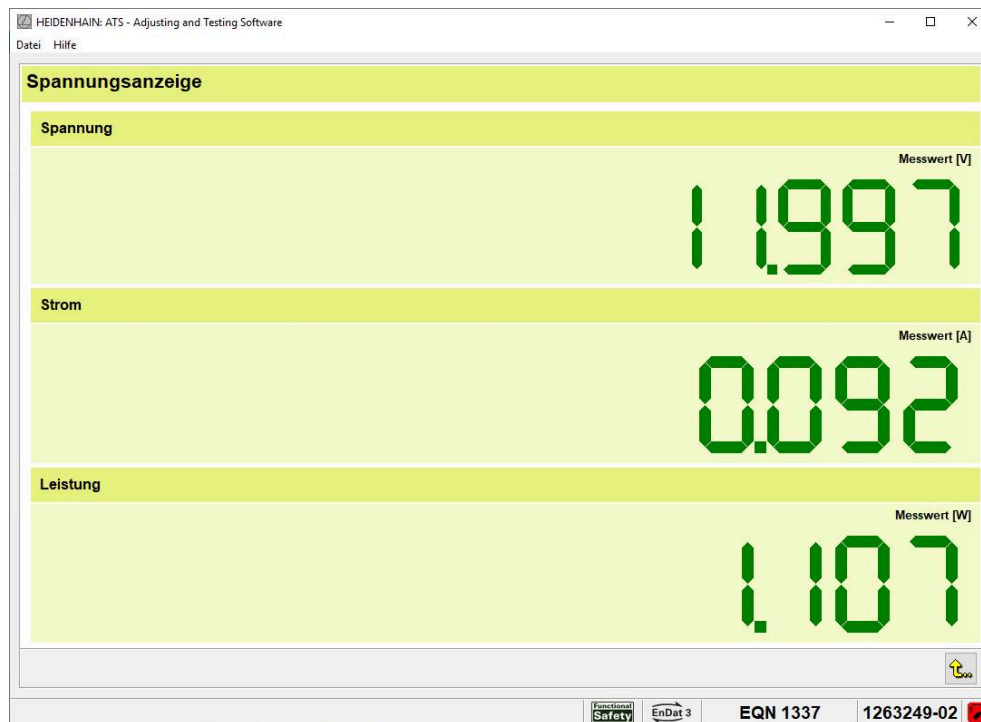 HEIDENHAIN: ATS - Adjusting and Testing Software
Datei Hilfe
Spannungsanzeige
Spannung
Messwert [V]
11.997
Strom
Messwert [A]
0.092
Leistung
Messwert [W]
1.107
Functional
Safety
EnDat 3
EQN 1337
1263249-02